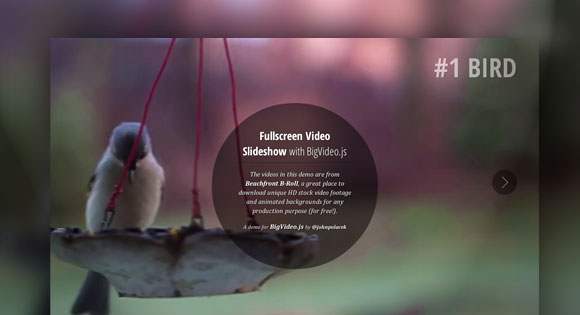 #1 BIRD
Fullscreen Video
Slideshow with BigVideo.js
The videos in this demo are from
Beachfront B-Roll, a great place to
download unique HD stock video footage
and animated backgrounds for any
production purpose (for free!).
A demo for BigVideo.js by @johnpolacek